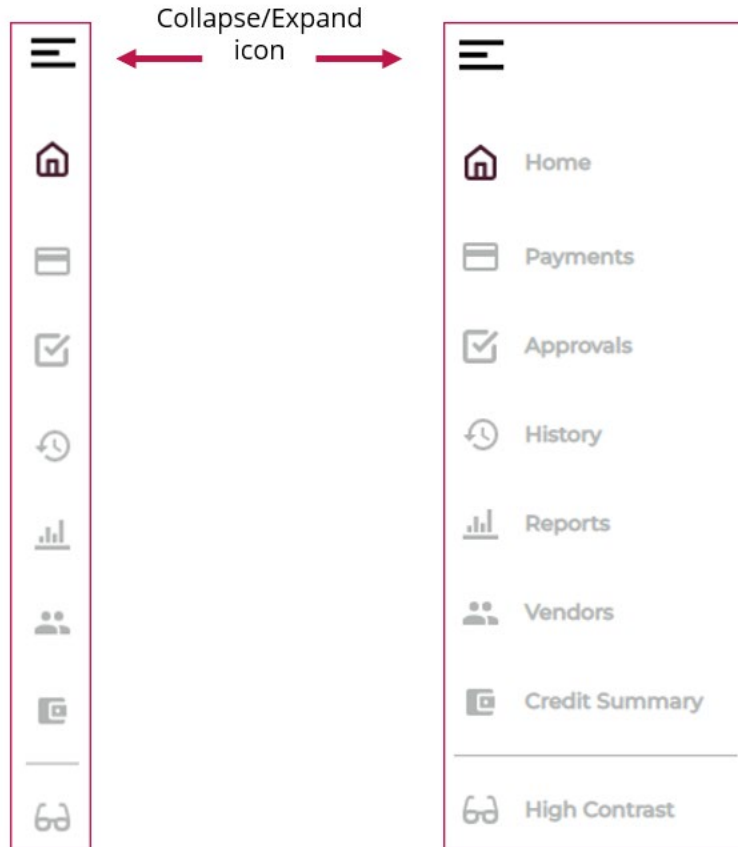 Collapse/Expand
icon
Home
Payments
Approvals
History
Reports
Vendors
Credit Summary
High Contrast